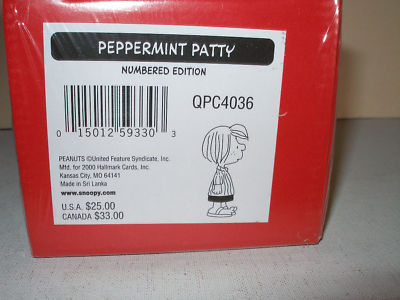 PEPPERMINT PATTY
NUMBERED EDITION
QPC4036
0 15012 59330 3
PEANUTS ©United Feature Syndicate, Inc.
Mfd. for 2000 Hallmark Cards, Inc.
Kansas City, MO 64141
Made in Sri Lanka
www.snoopy.com
U.S.A. $25.00
CANADA $33.00